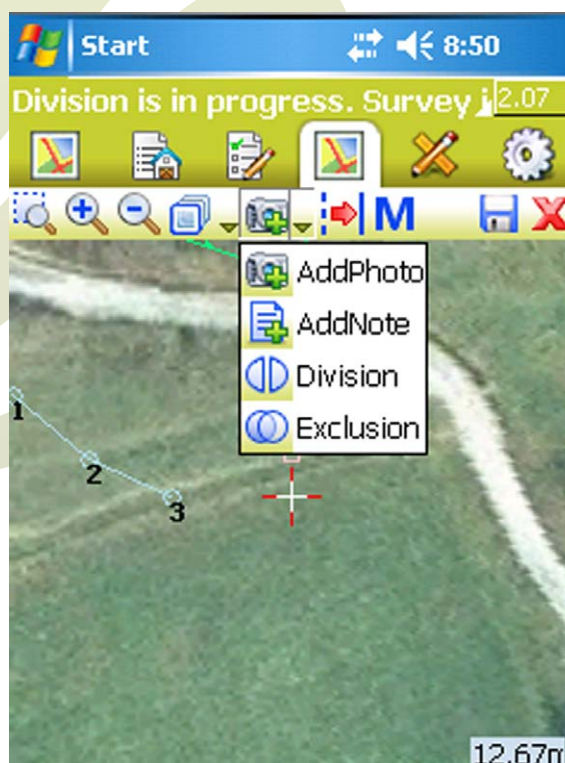 Start 8:50
Division is in progress. Survey i 2.07
M
AddPhoto
AddNote
Division
Exclusion
1
2
3
12.67m